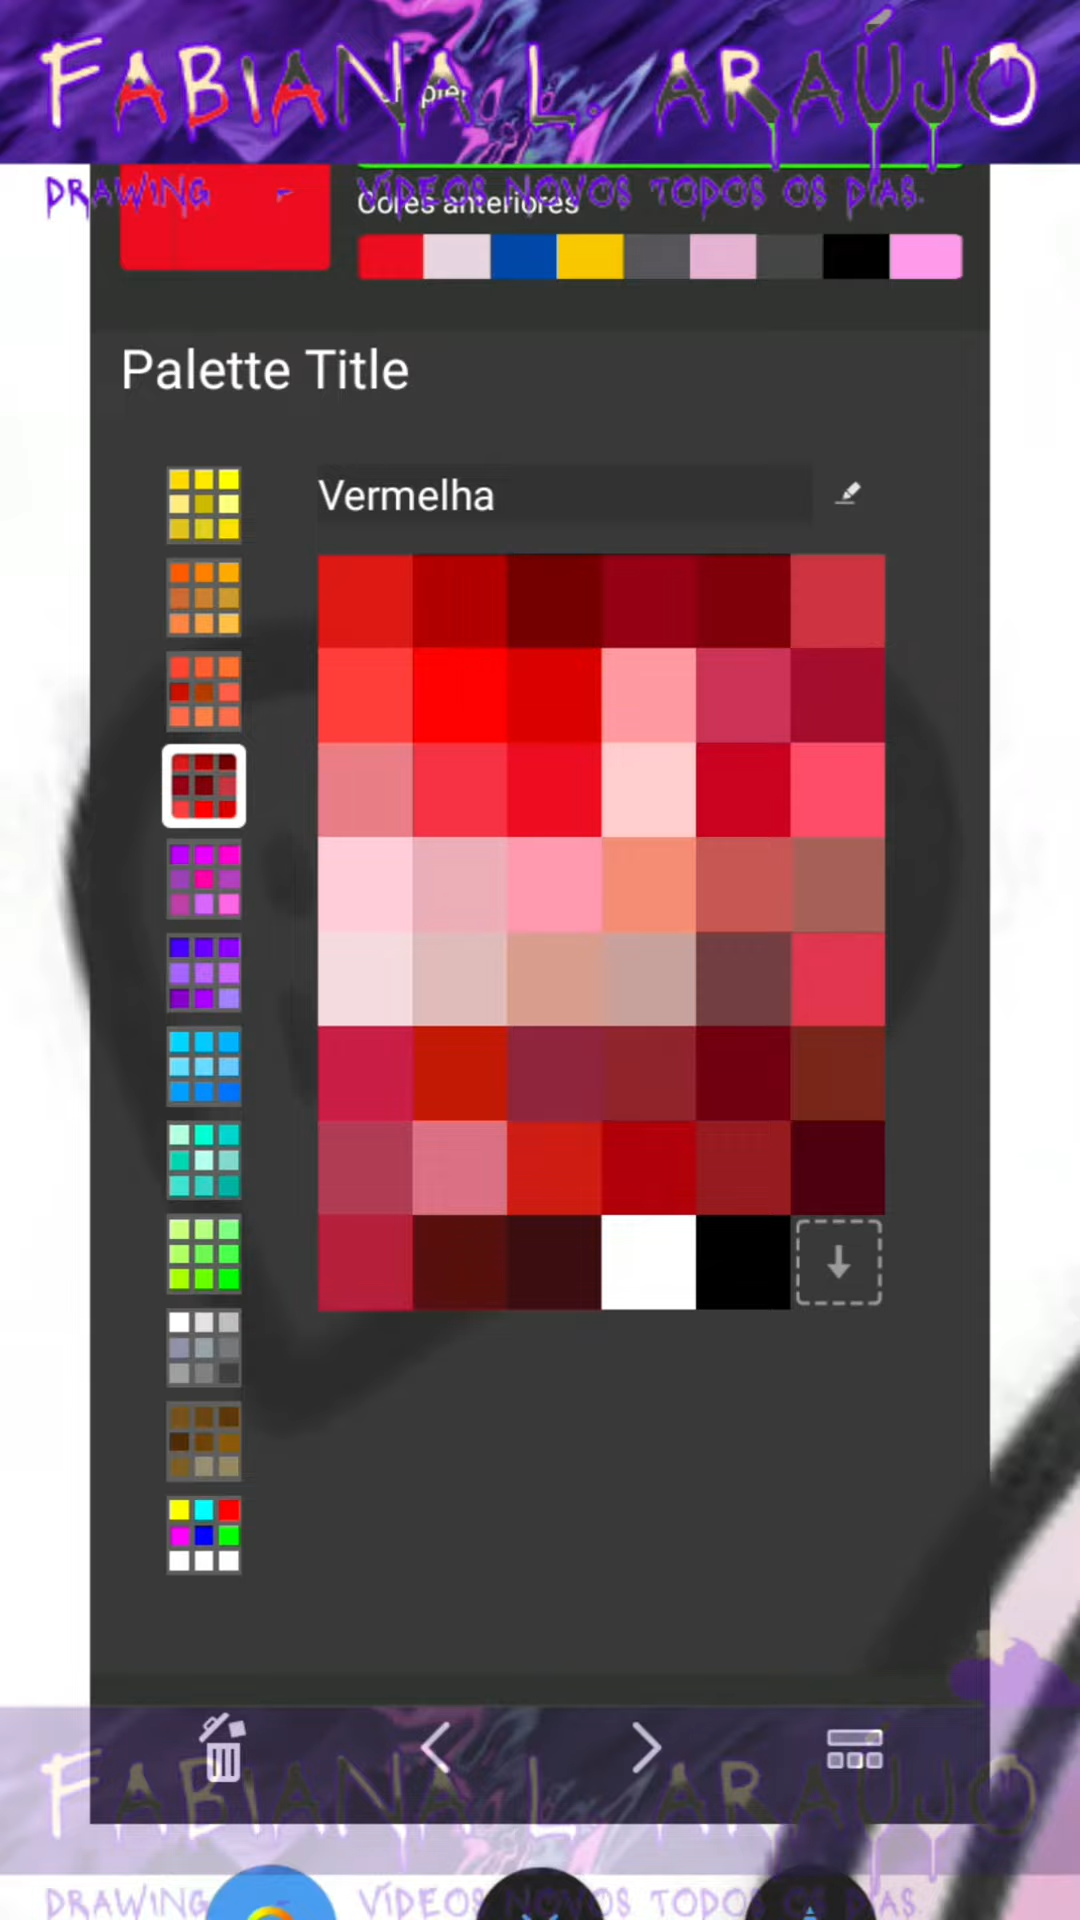 FABIANA L. ARAÚJO
DRAWING - VÍDEOS NOVOS TODOS OS DIAS.
Cores anteriores
Palette Title
Vermelha
FABIANA L. ARAÚJO
DRAWING - VÍDEOS NOVOS TODOS OS DIAS.